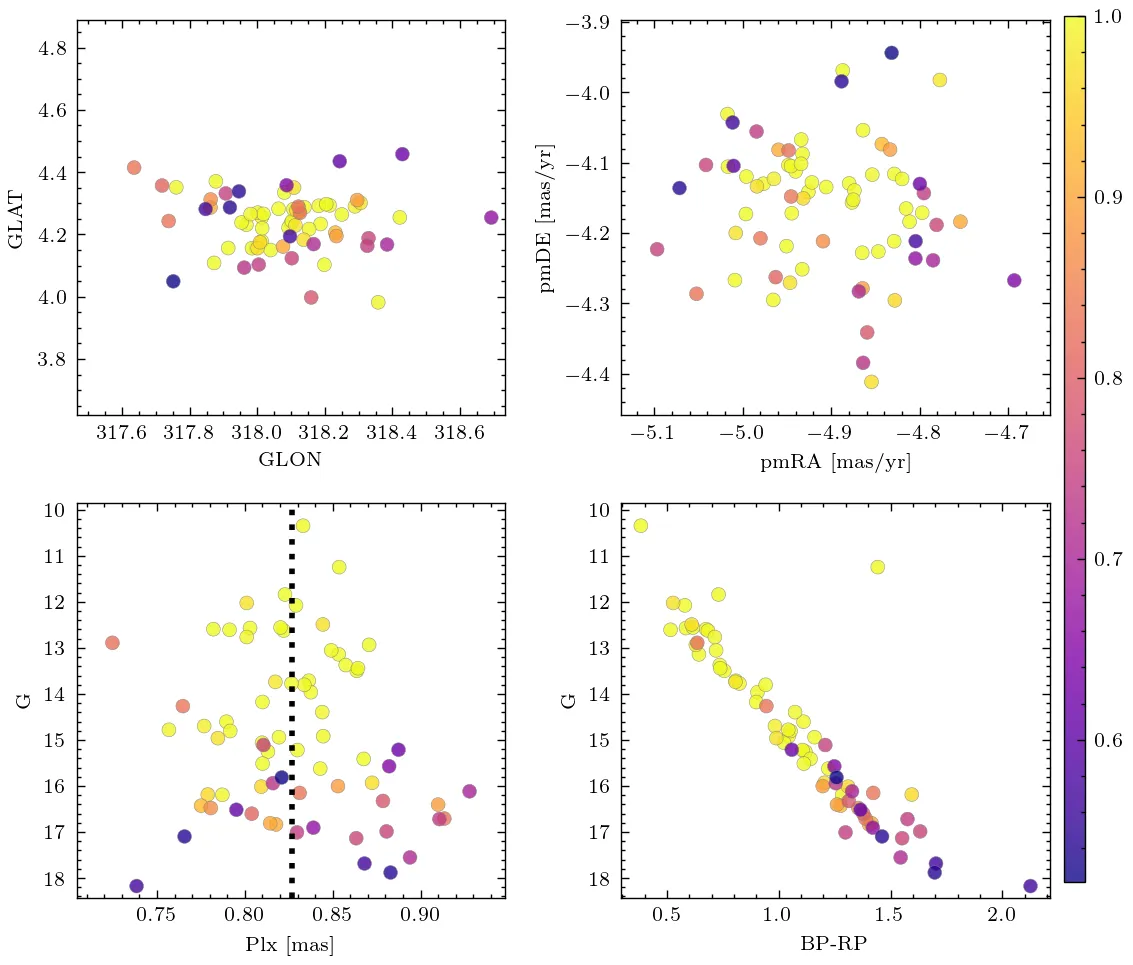 4.8
4.6
4.4
4.2
4.0
3.8
GLAT
317.6 317.8 318.0 318.2 318.4 318.6
GLON
−3.9
−4.0
−4.1
−4.2
−4.3
−4.4
pmDE [mas/yr]
−5.1 −5.0 −4.9 −4.8 −4.7
pmRA [mas/yr]
10
11
12
13
14
15
16
17
18
G
0.75 0.80 0.85 0.90
Plx [mas]
10
11
12
13
14
15
16
17
18
G
0.5 1.0 1.5 2.0
BP-RP
1.0
0.9
0.8
0.7
0.6